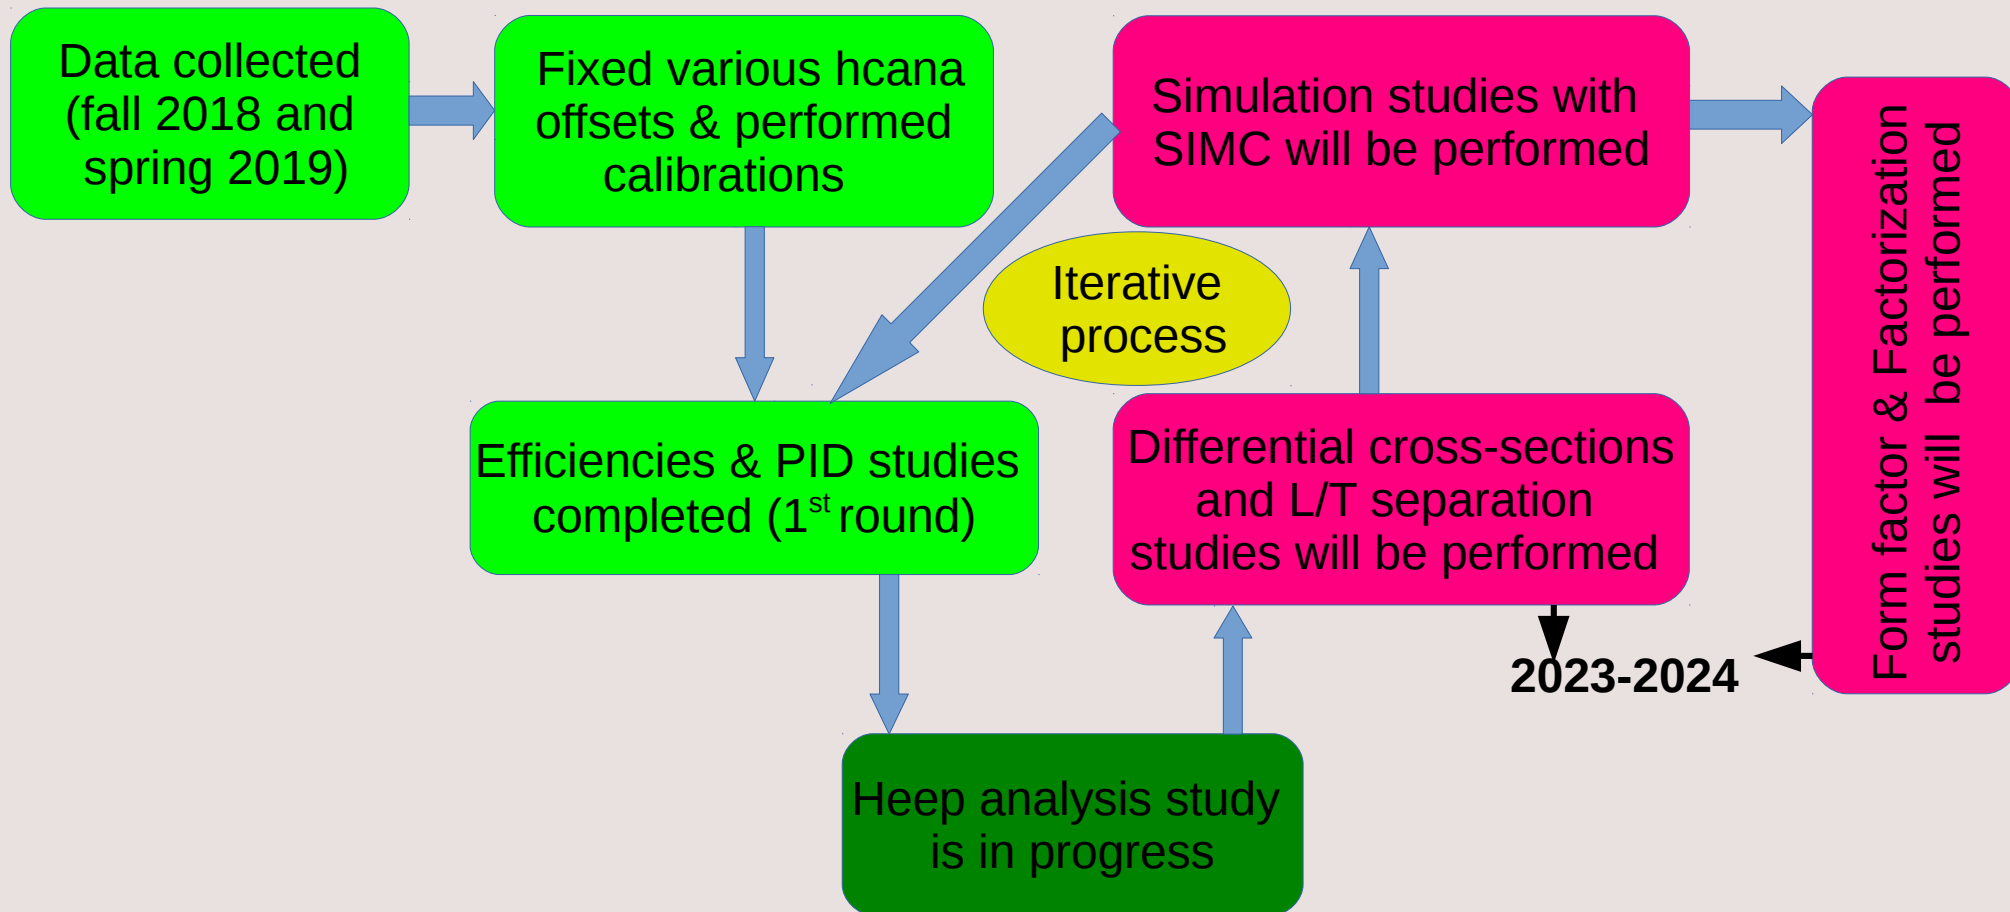 Data collected
(fall 2018 and
spring 2019)
Fixed various hcana
offsets & performed
calibrations
Simulation studies with
SIMC will be performed
Form factor & Factorization
studies will be performed
Iterative
process
Efficiencies & PID studies
completed (1st round)
Differential cross-sections
and L/T separation
studies will be performed
2023-2024
Heep analysis study
is in progress